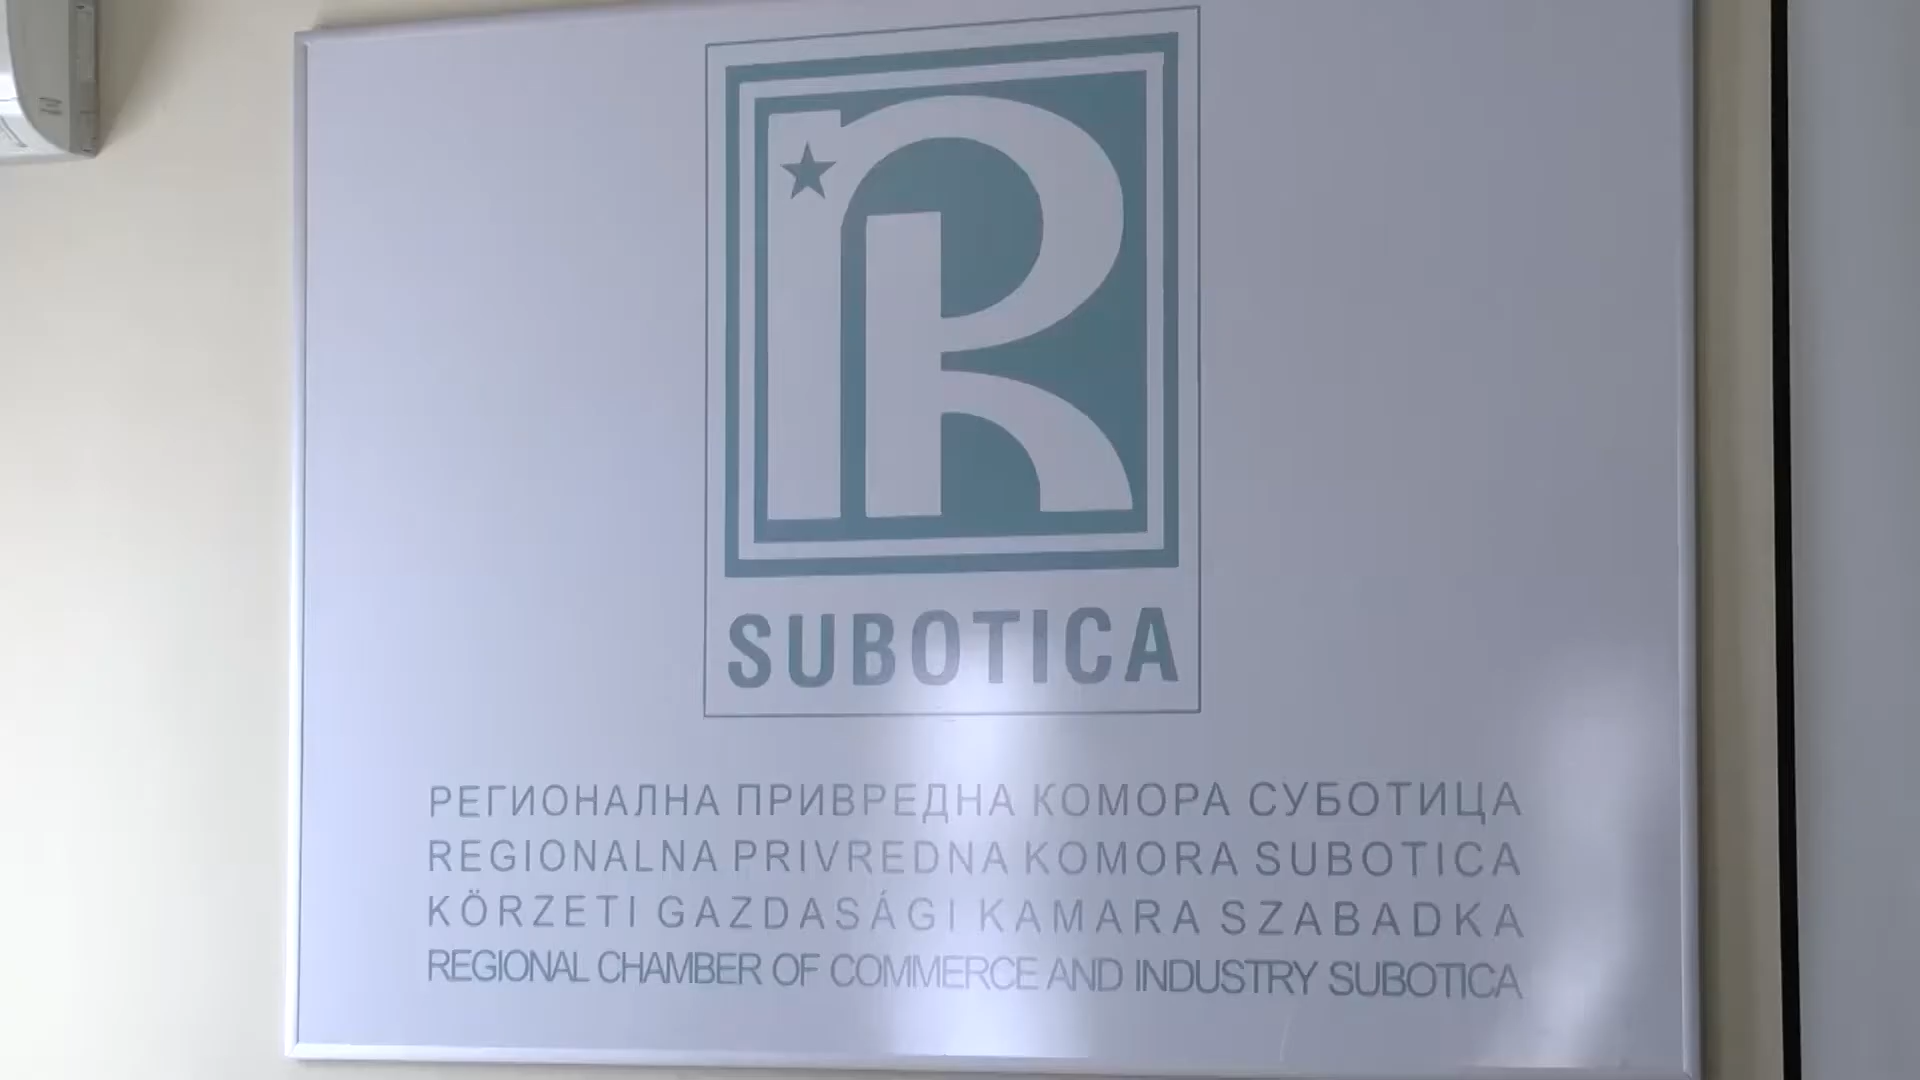 SUBOTICA
РЕГИОНАЛНА ПРИВРЕДНА КОМОРА СУБОТИЦА
REGIONALNA PRIVREDNA KOMORA SUBOTICA
KÖRZETI GAZDASÁGI KAMARA SZABADKA
REGIONAL CHAMBER OF COMMERCE AND INDUSTRY SUBOTICA